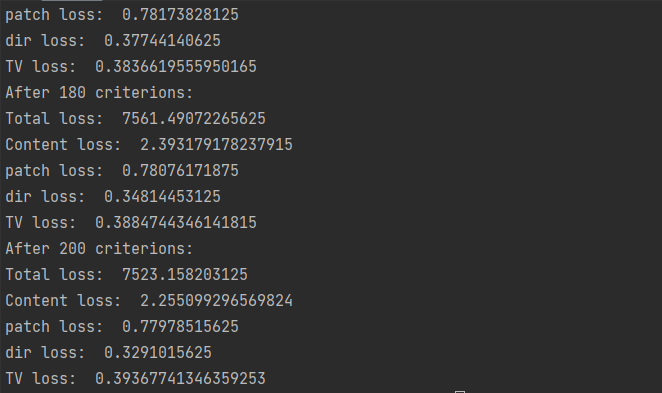 patch loss:  0.78173828125
dir loss:  0.37744140625
TV loss:  0.3836619555950165
After 180 criterions:
Total loss:  7561.49072265625
Content loss:  2.393179178237915
patch loss:  0.78076171875
dir loss:  0.34814453125
TV loss:  0.3884744346141815
After 200 criterions:
Total loss:  7523.158203125
Content loss:  2.255099296569824
patch loss:  0.77978515625
dir loss:  0.3291015625
TV loss:  0.39367741346359253